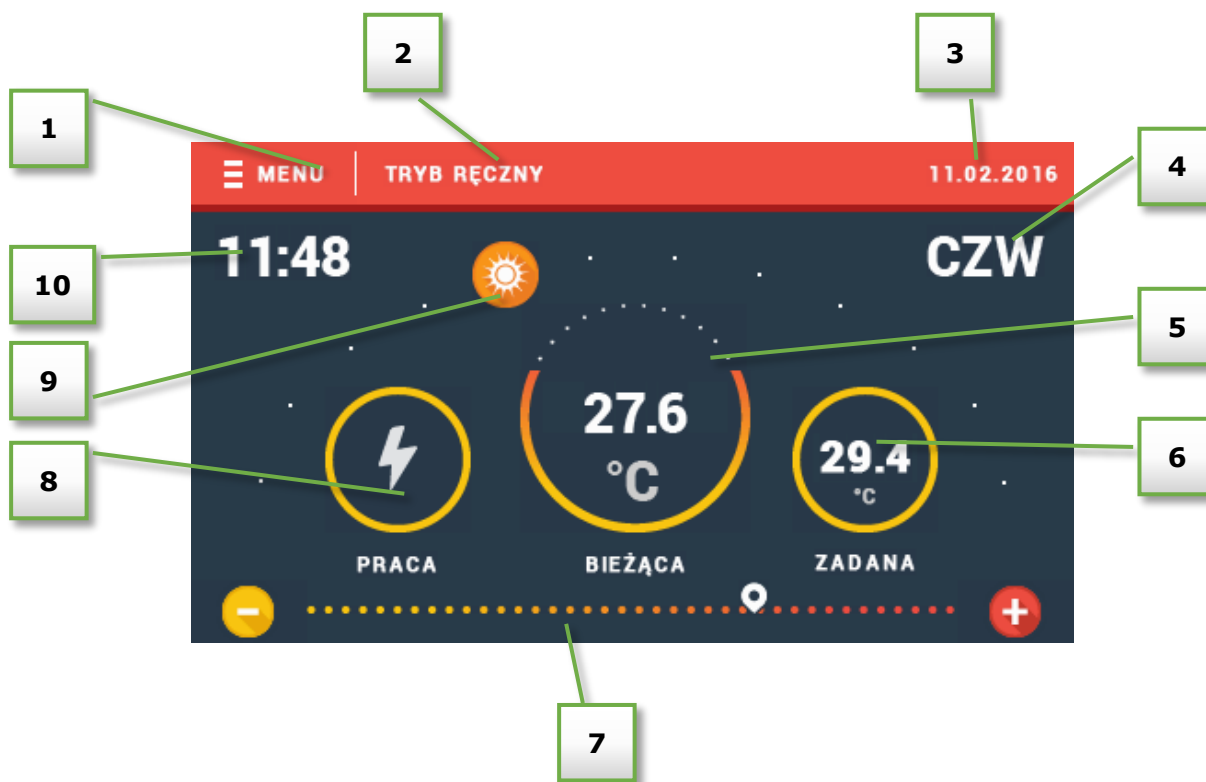 2
3
1
4
MENU TRYB RĘCZNY 11.02.2016
11:48 CZW
10
5
9
27.6
°C
29.4
°C
6
8
PRACA BIEŻĄCA ZADANA
- +
7